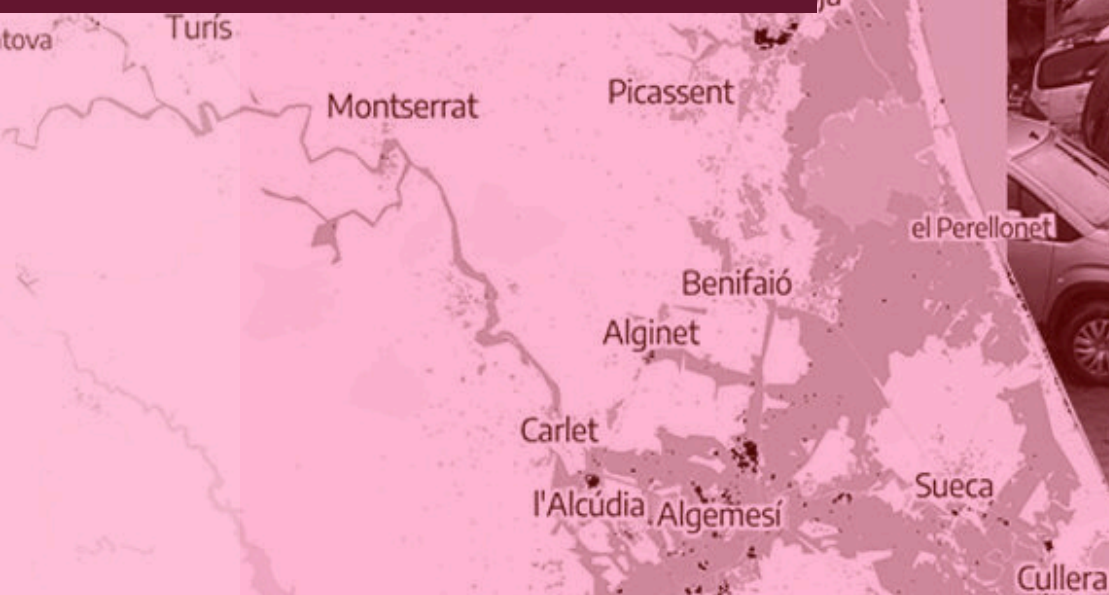 Turís
Montserrat
Picassent
el Perellonet
Benifaió
Alginet
Carlet
Sueca
l'Alcúdia
Algemesí
Cullera